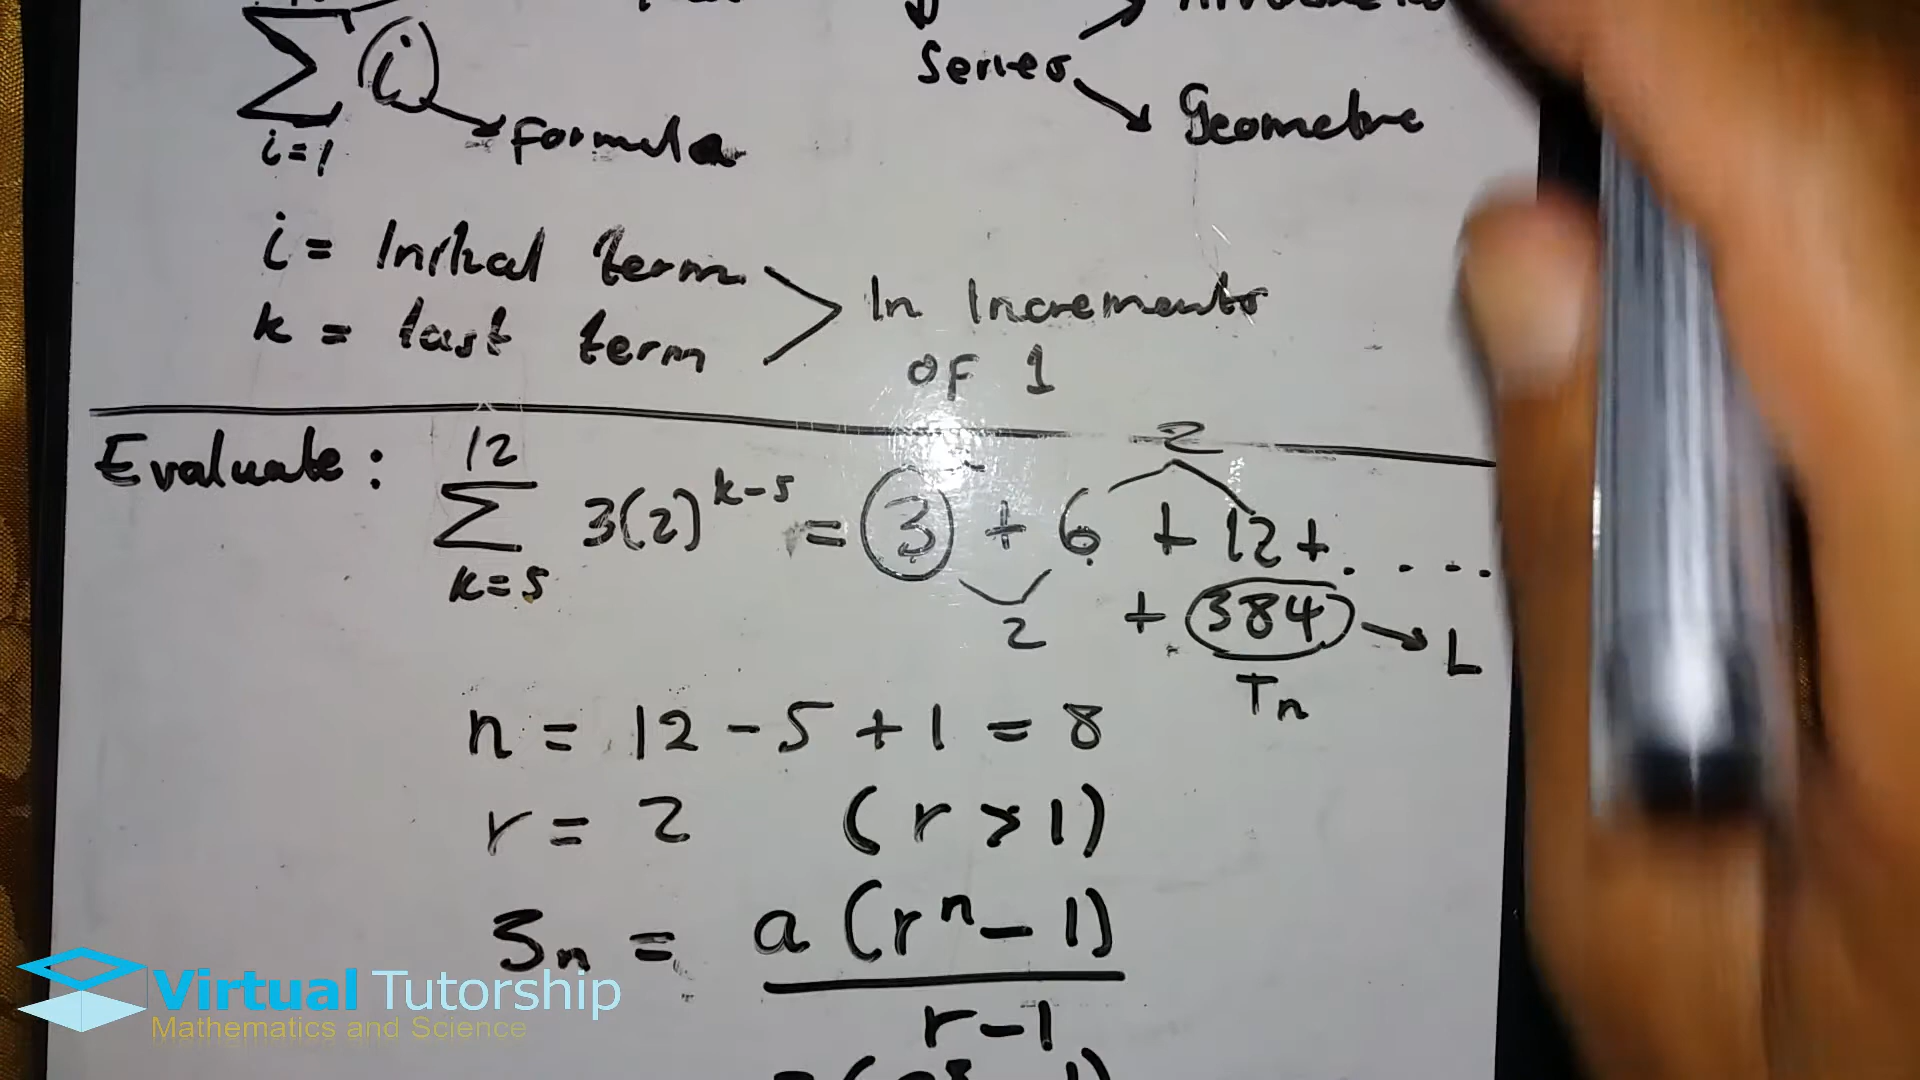 Series
Σ i
i=1
Formula
Geometric
i = Initial term
k = last term
In Increments
of 1
Evaluate: 12
Σ 3(2)^k-5 = 3 + 6 + 12 + .....
k=5
2
2
+ 384 → L
Tn
n = 12 - 5 + 1 = 8
r = 2 (r > 1)
Sn = a(r^n - 1)
r - 1
Virtual Tutorship
Mathematics and Science